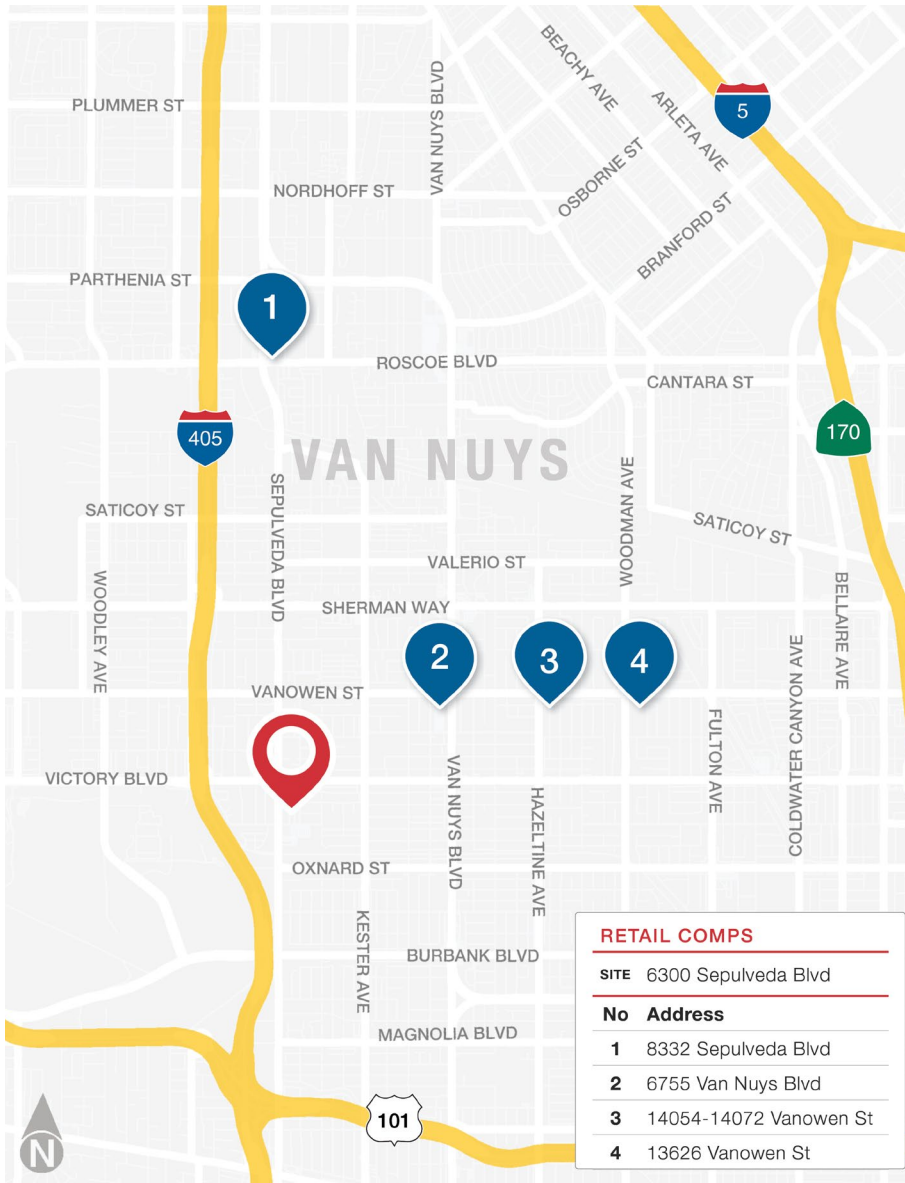 BEACHY AVE
VAN NUYS BLVD
PLUMMER ST
ARLETA AVE
5
OSBORNE ST
NORDHOFF ST
BRANFORD ST
PARTHENIA ST
1
ROSCOE BLVD
CANTARA ST
405
170
VAN NUYS
SEPULVEDA BLVD
WOODMAN AVE
SATICOY ST
SATICOY ST
VALERIO ST
WOODLEY AVE
BELLAIRE AVE
SHERMAN WAY
2
3
4
COLDWATER CANYON AVE
VANOWEN ST
FULTON AVE
VICTORY BLVD
VAN NUYS BLVD
HAZELTINE AVE
OXNARD ST
KESTER AVE
BURBANK BLVD
MAGNOLIA BLVD
101
N
RETAIL COMPS
SITE 6300 Sepulveda Blvd
No Address
1 8332 Sepulveda Blvd
2 6755 Van Nuys Blvd
3 14054-14072 Vanowen St
4 13626 Vanowen St